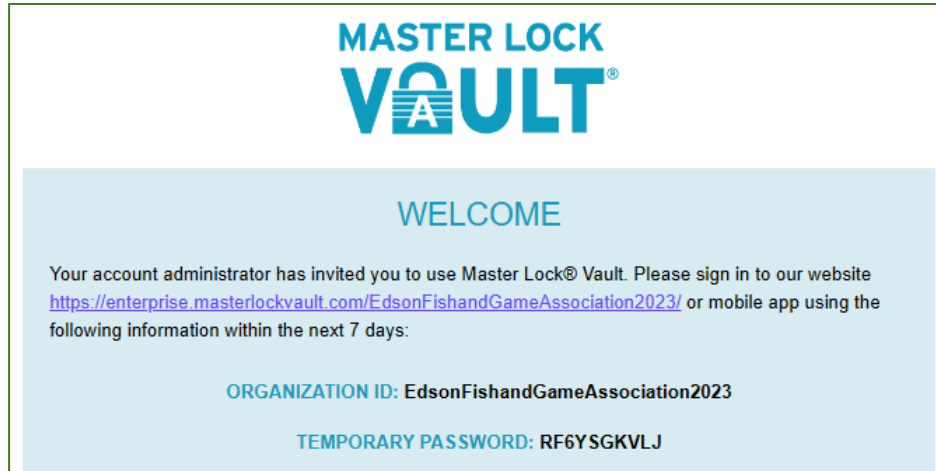 MASTER LOCK
VAULT®
WELCOME
Your account administrator has invited you to use Master Lock® Vault. Please sign in to our website
https://enterprise.masterlockvault.com/EdsonFishandGameAssociation2023/ or mobile app using the
following information within the next 7 days:
ORGANIZATION ID: EdsonFishandGameAssociation2023
TEMPORARY PASSWORD: RF6YSGKVLJ